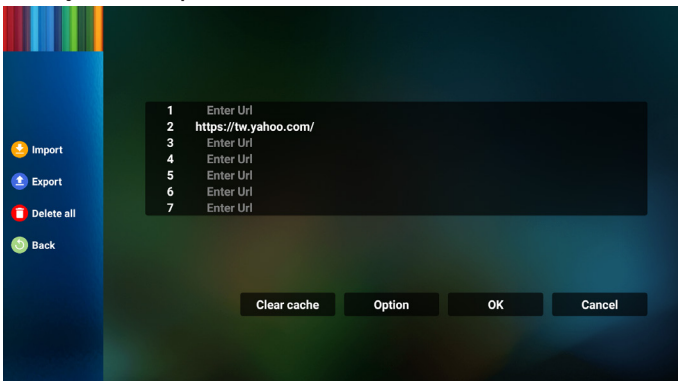 Import
Export
Delete all
Back
1 Enter Url
2 https://tw.yahoo.com/
3 Enter Url
4 Enter Url
5 Enter Url
6 Enter Url
7 Enter Url
Clear cache Option OK Cancel